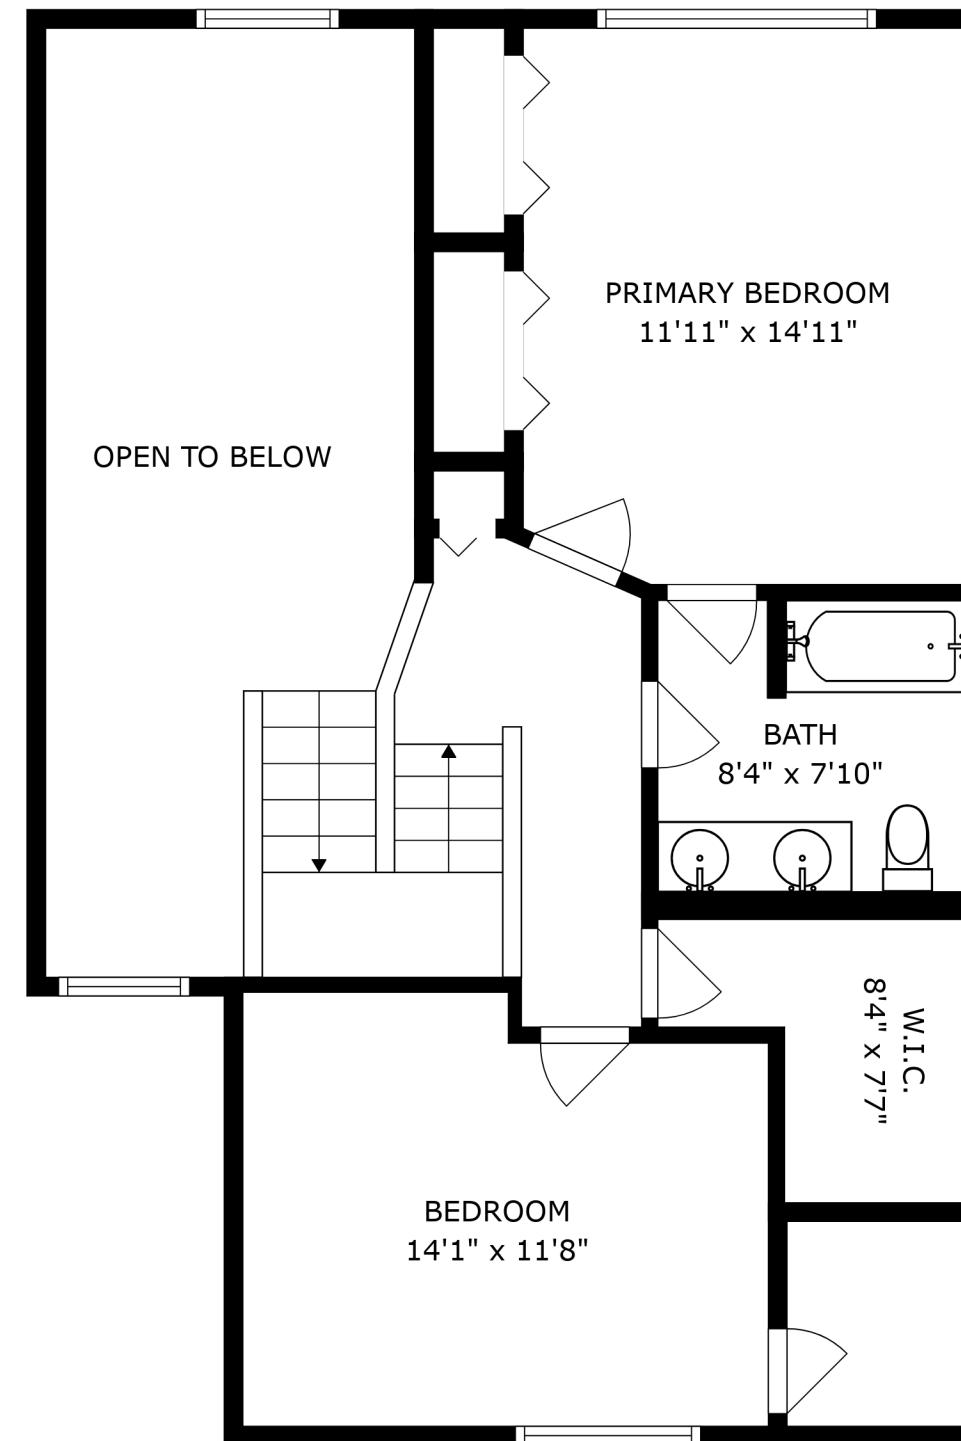 PRIMARY BEDROOM
11'11" x 14'11"
OPEN TO BELOW
BATH
8'4" x 7'10"
W.I.C.
8'4" x 7'7"
BEDROOM
14'1" x 11'8"